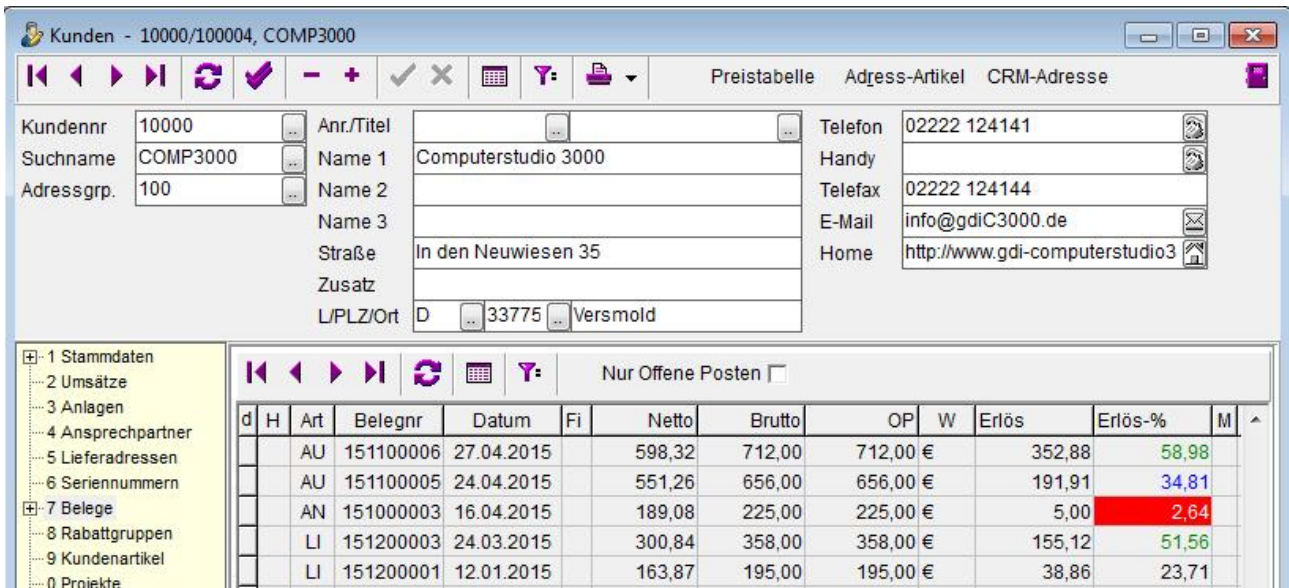 Kunden - 10000/100004, COMP3000
Preistabelle Adress-Artikel CRM-Adresse
Kundennr 10000 .. Anr./Titel .. .. Telefon 02222 124141
Suchname COMP3000 .. Name 1 Computerstudio 3000 Handy
Adressgrp. 100 .. Name 2 Telefax 02222 124144
Name 3 E-Mail info@gdiC3000.de
Straße In den Neuwiesen 35 Home http://www.gdi-computerstudio3
Zusatz
L/PLZ/Ort D .. 33775 .. Versmold
1 Stammdaten
2 Umsätze
3 Anlagen
4 Ansprechpartner
5 Lieferadressen
6 Seriennummern
7 Belege
8 Rabattgruppen
9 Kundenartikel
0 Projekte
Nur Offene Posten
d H Art Belegnr Datum Fi Netto Brutto OP W Erlös Erlös-% M
AU 151100006 27.04.2015 598,32 712,00 712,00 € 352,88 58,98
AU 151100005 24.04.2015 551,26 656,00 656,00 € 191,91 34,81
AN 151000003 16.04.2015 189,08 225,00 225,00 € 5,00 2,64
LI 151200003 24.03.2015 300,84 358,00 358,00 € 155,12 51,56
LI 151200001 12.01.2015 163,87 195,00 195,00 € 38,86 23,71